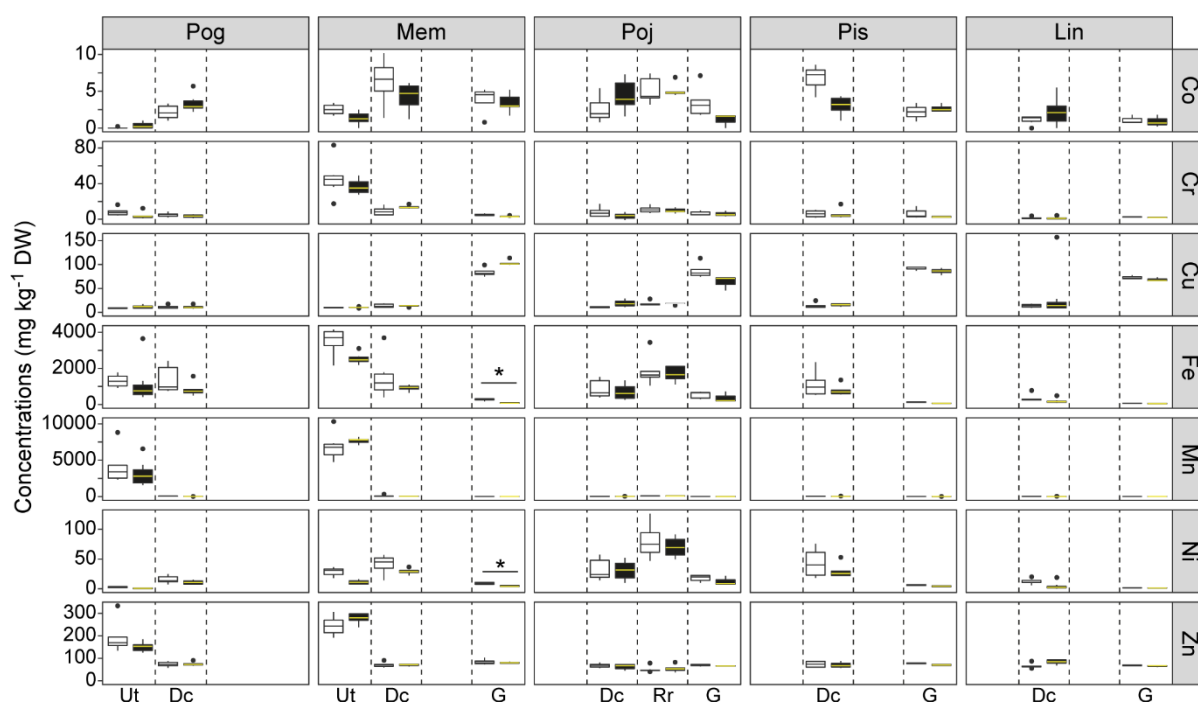 Pog Mem Poj Pis Lin
Concentrations (mg kg⁻¹ DW)
10
5
0
Co
80
40
0
Cr
150
100
50
0
Cu
4000
2000
0
*
Fe
10000
5000
0
Mn
100
50
0
*
Ni
300
200
100
0
Zn
Ut Dc Ut Dc G Dc Rr G Dc G Dc G